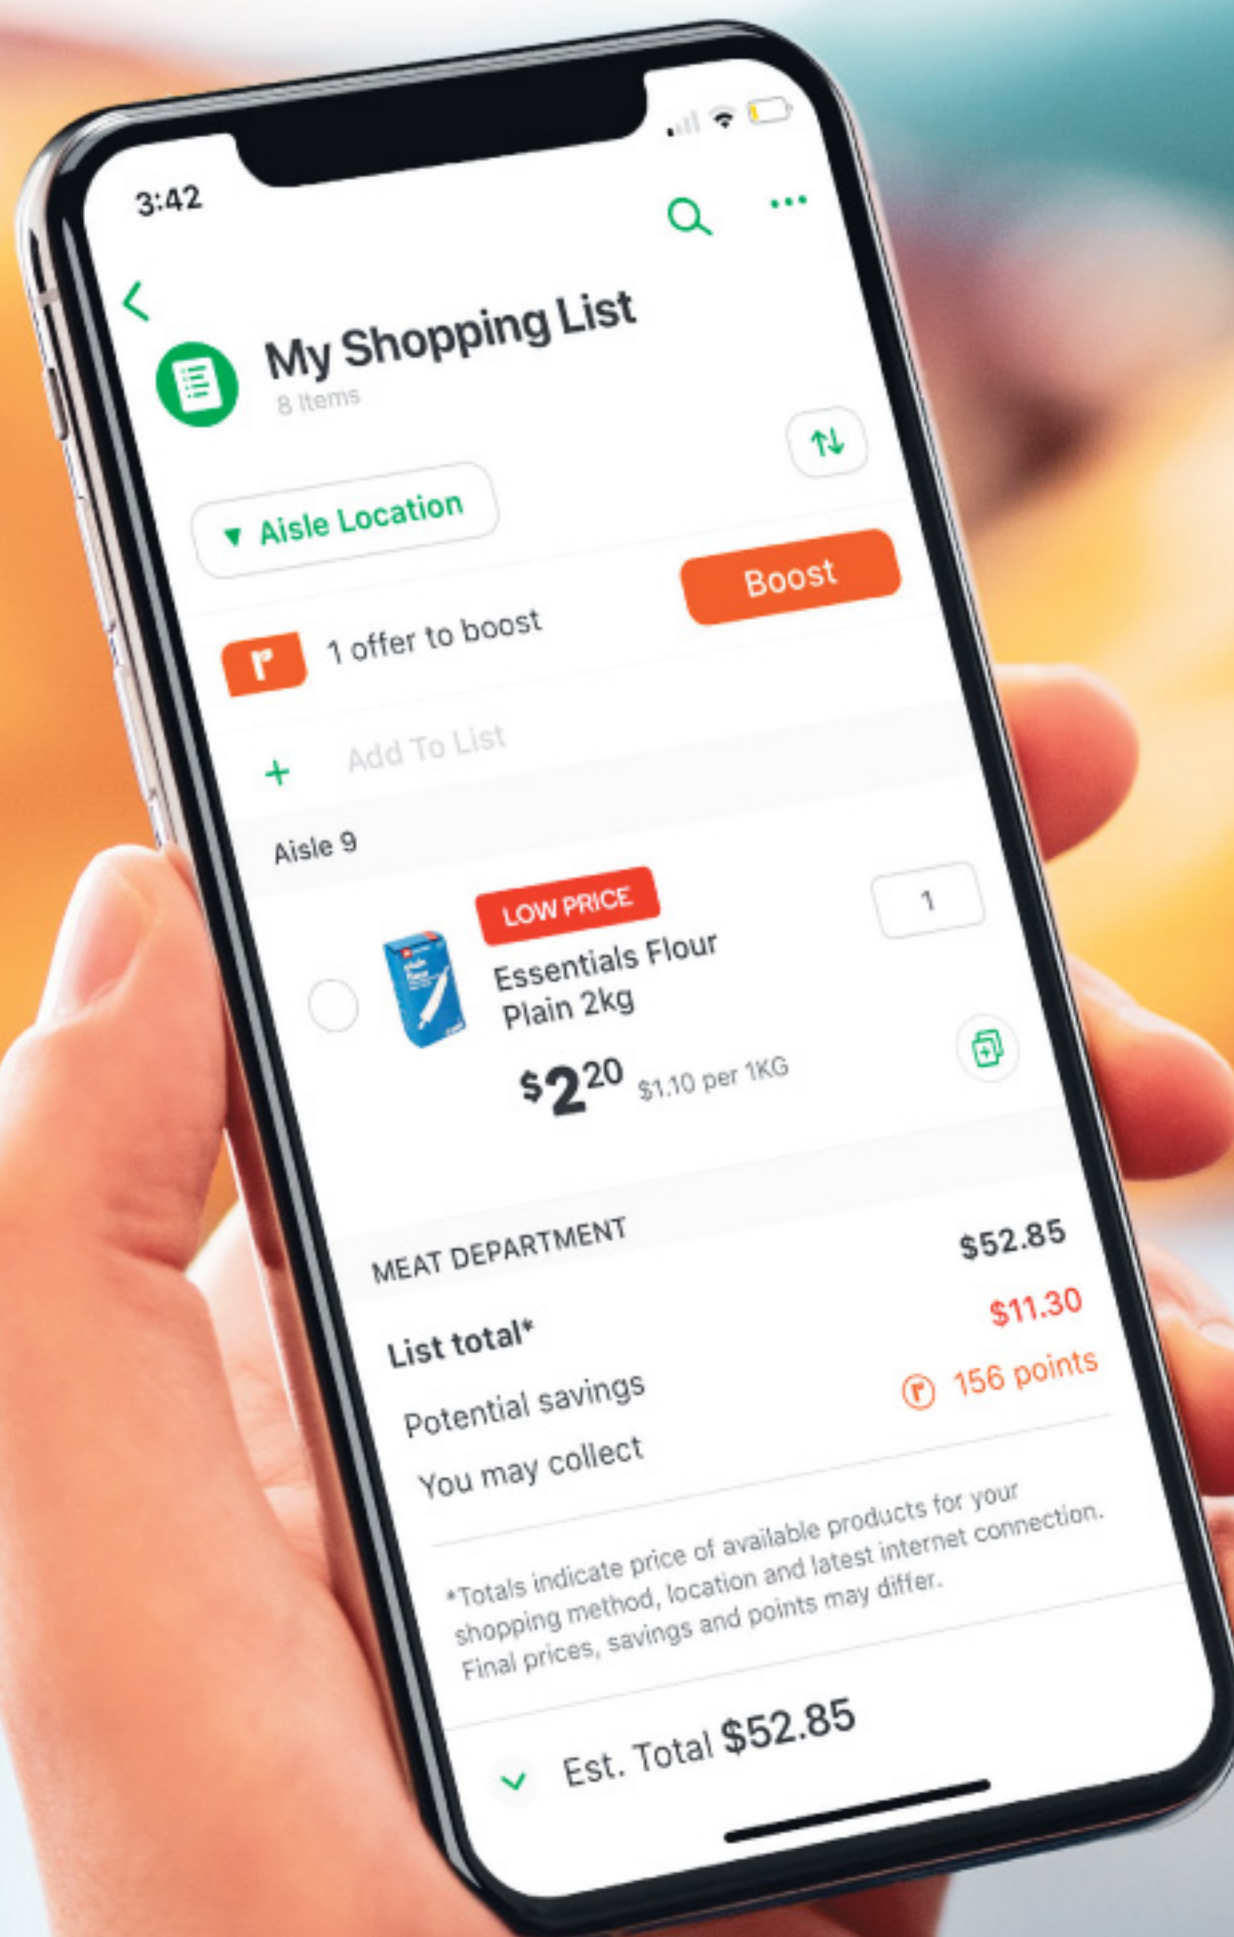 3:42
My Shopping List
8 Items
Aisle Location
1 offer to boost
Boost
Add To List
Aisle 9
LOW PRICE
Essentials Flour
Plain 2kg
1
$2 20 $1.10 per 1KG
MEAT DEPARTMENT
List total* $52.85
Potential savings $11.30
You may collect 156 points
*Totals indicate price of available products for your
shopping method, location and latest internet connection.
Final prices, savings and points may differ.
Est. Total $52.85